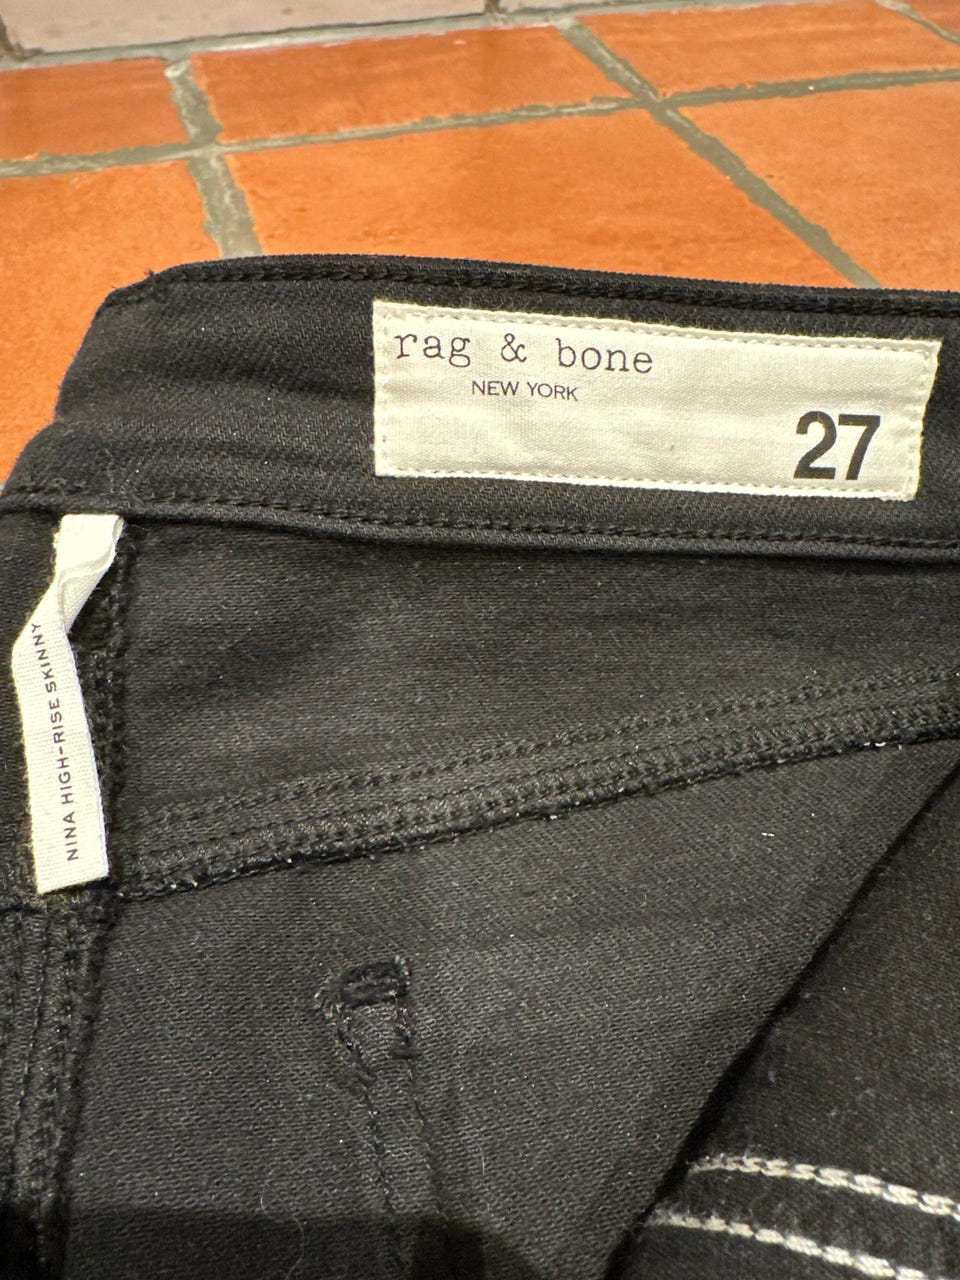 rag & bone
NEW YORK
27
NINA HIGH-RISE SKINNY